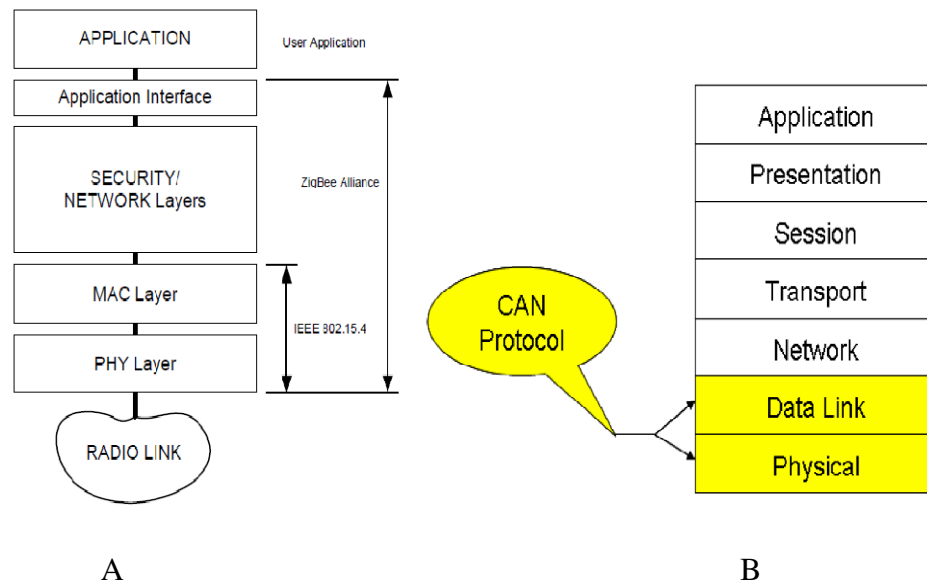 APPLICATION
User Application
Application Interface
SECURITY/
NETWORK Layers
ZigBee Alliance
MAC Layer
IEEE 802.15.4
PHY Layer
RADIO LINK
A
CAN
Protocol
Application
Presentation
Session
Transport
Network
Data Link
Physical
B